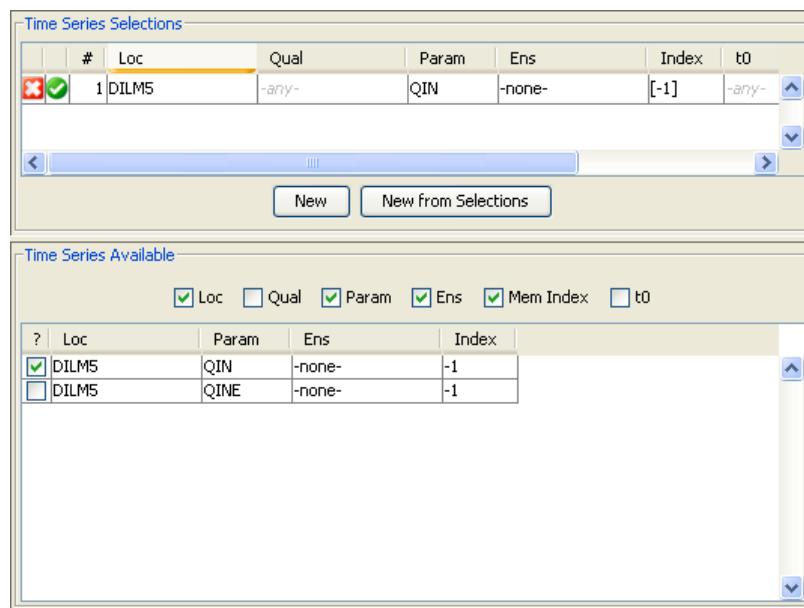 Time Series Selections
# Loc Qual Param Ens Index t0
1 DILM5 -any- QIN -none- [-1] -any-
New New from Selections
Time Series Available
Loc Qual Param Ens Mem Index t0
? Loc Param Ens Index
DILM5 QIN -none- -1
DILM5 QINE -none- -1